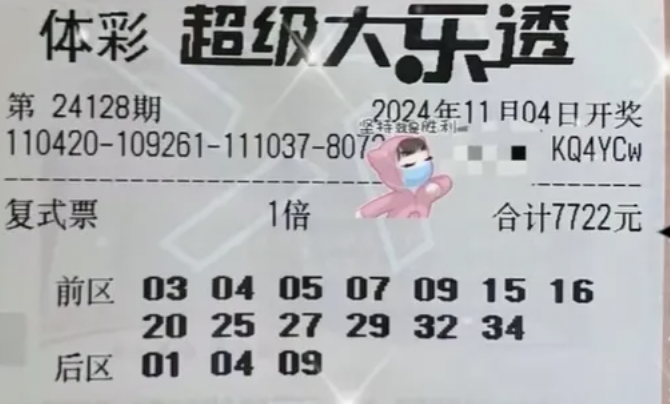 体彩 超级大乐透
第 24128期 2024年11月04日开奖
坚持就是胜利
110420-109261-111037-807 KQ4YCw
复式票 1倍 合计7722元
前区 03 04 05 07 09 15 16
20 25 27 29 32 34
后区 01 04 09